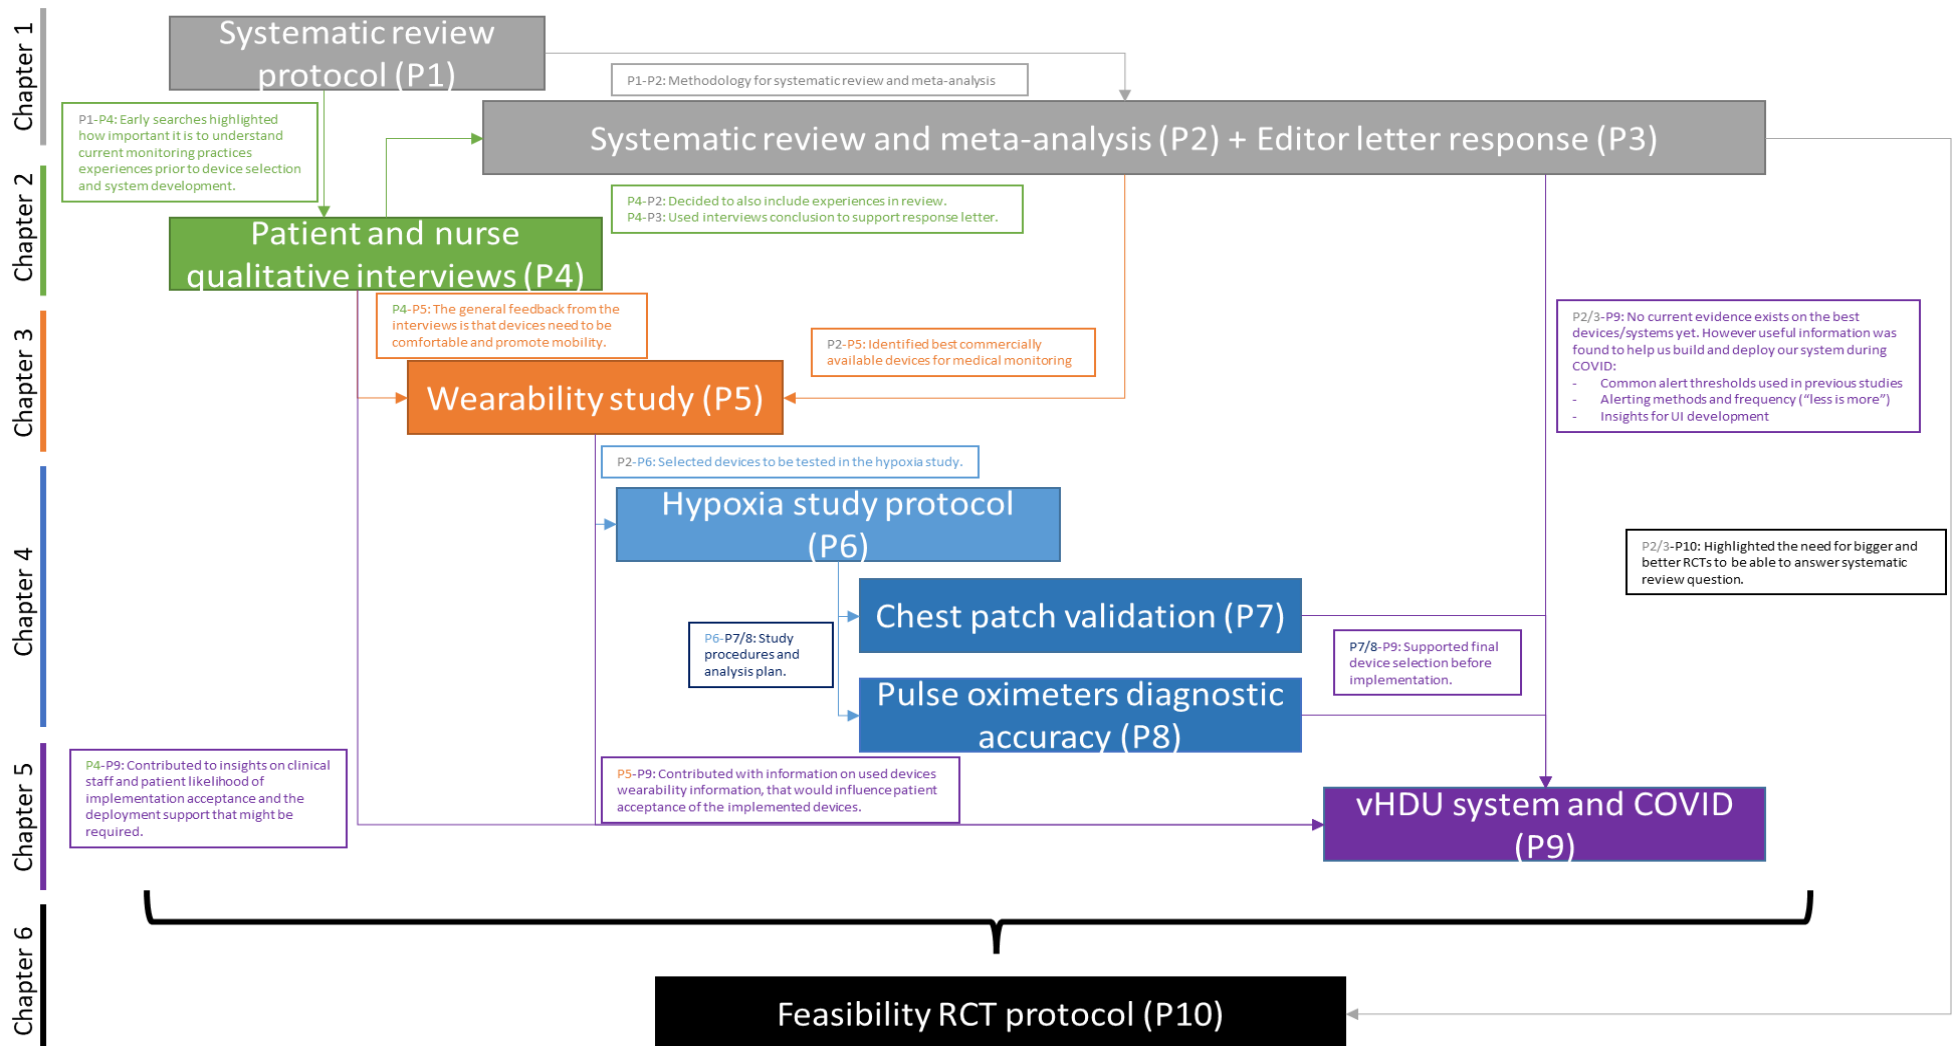 Chapter 1
Systematic review
protocol (P1)
P1-P2: Methodology for systematic review and meta-analysis
P1-P4: Early searches highlighted
how important it is to understand
current monitoring practices
experiences prior to device selection
and system development.
Systematic review and meta-analysis (P2) + Editor letter response (P3)
Chapter 2
P4-P2: Decided to also include experiences in review.
P4-P3: Used interviews conclusion to support response letter.
Patient and nurse
qualitative interviews (P4)
Chapter 3
P4-P5: The general feedback from the
interviews is that devices need to be
comfortable and promote mobility.
P2-P5: Identified best commercially
available devices for medical monitoring
P2/3-P9: No current evidence exists on the best
devices/systems yet. However useful information was
found to help us build and deploy our system during
COVID:
- Common alert thresholds used in previous studies
- Alerting methods and frequency (“less is more”)
- Insights for UI development
Wearability study (P5)
Chapter 4
P2-P6: Selected devices to be tested in the hypoxia study.
Hypoxia study protocol
(P6)
P2/3-P10: Highlighted the need for bigger and
better RCTs to be able to answer systematic
review question.
Chest patch validation (P7)
P6-P7/8: Study
procedures and
analysis plan.
P7/8-P9: Supported final
device selection before
implementation.
Pulse oximeters diagnostic
accuracy (P8)
Chapter 5
P4-P9: Contributed to insights on clinical
staff and patient likelihood of
implementation acceptance and the
deployment support that might be
required.
P5-P9: Contributed with information on used devices
wearability information, that would influence patient
acceptance of the implemented devices.
vHDU system and COVID
(P9)
Chapter 6
Feasibility RCT protocol (P10)